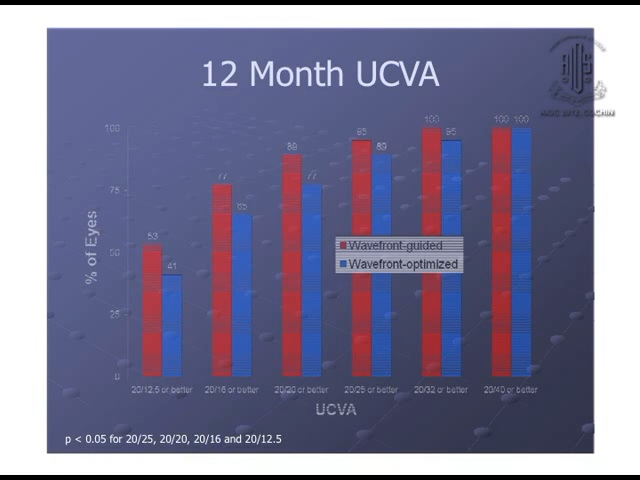 12 Month UCVA
AIOC 2012, COCHIN
100
75
50
25
0
% of Eyes
53
41
77
65
89
77
95
89
100
95
100
100
Wavefront-guided
Wavefront-optimized
20/12.5 or better
20/16 or better
20/20 or better
20/25 or better
20/32 or better
20/40 or better
UCVA
p < 0.05 for 20/25, 20/20, 20/16 and 20/12.5